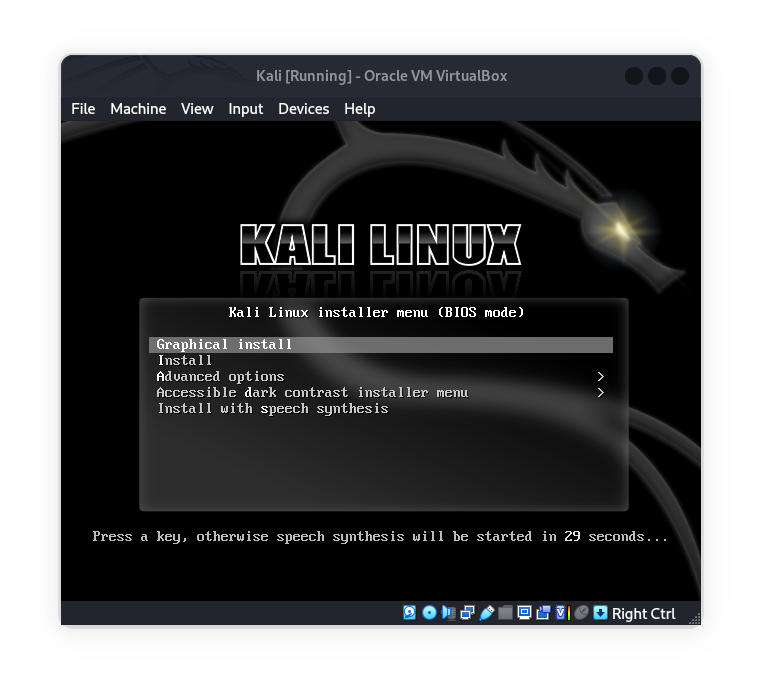 Kali [Running] - Oracle VM VirtualBox
File Machine View Input Devices Help
KALI LINUX
Kali Linux installer menu (BIOS mode)
Graphical install
Install
Advanced options >
Accessible dark contrast installer menu >
Install with speech synthesis
Press a key, otherwise speech synthesis will be started in 29 seconds...
Right Ctrl